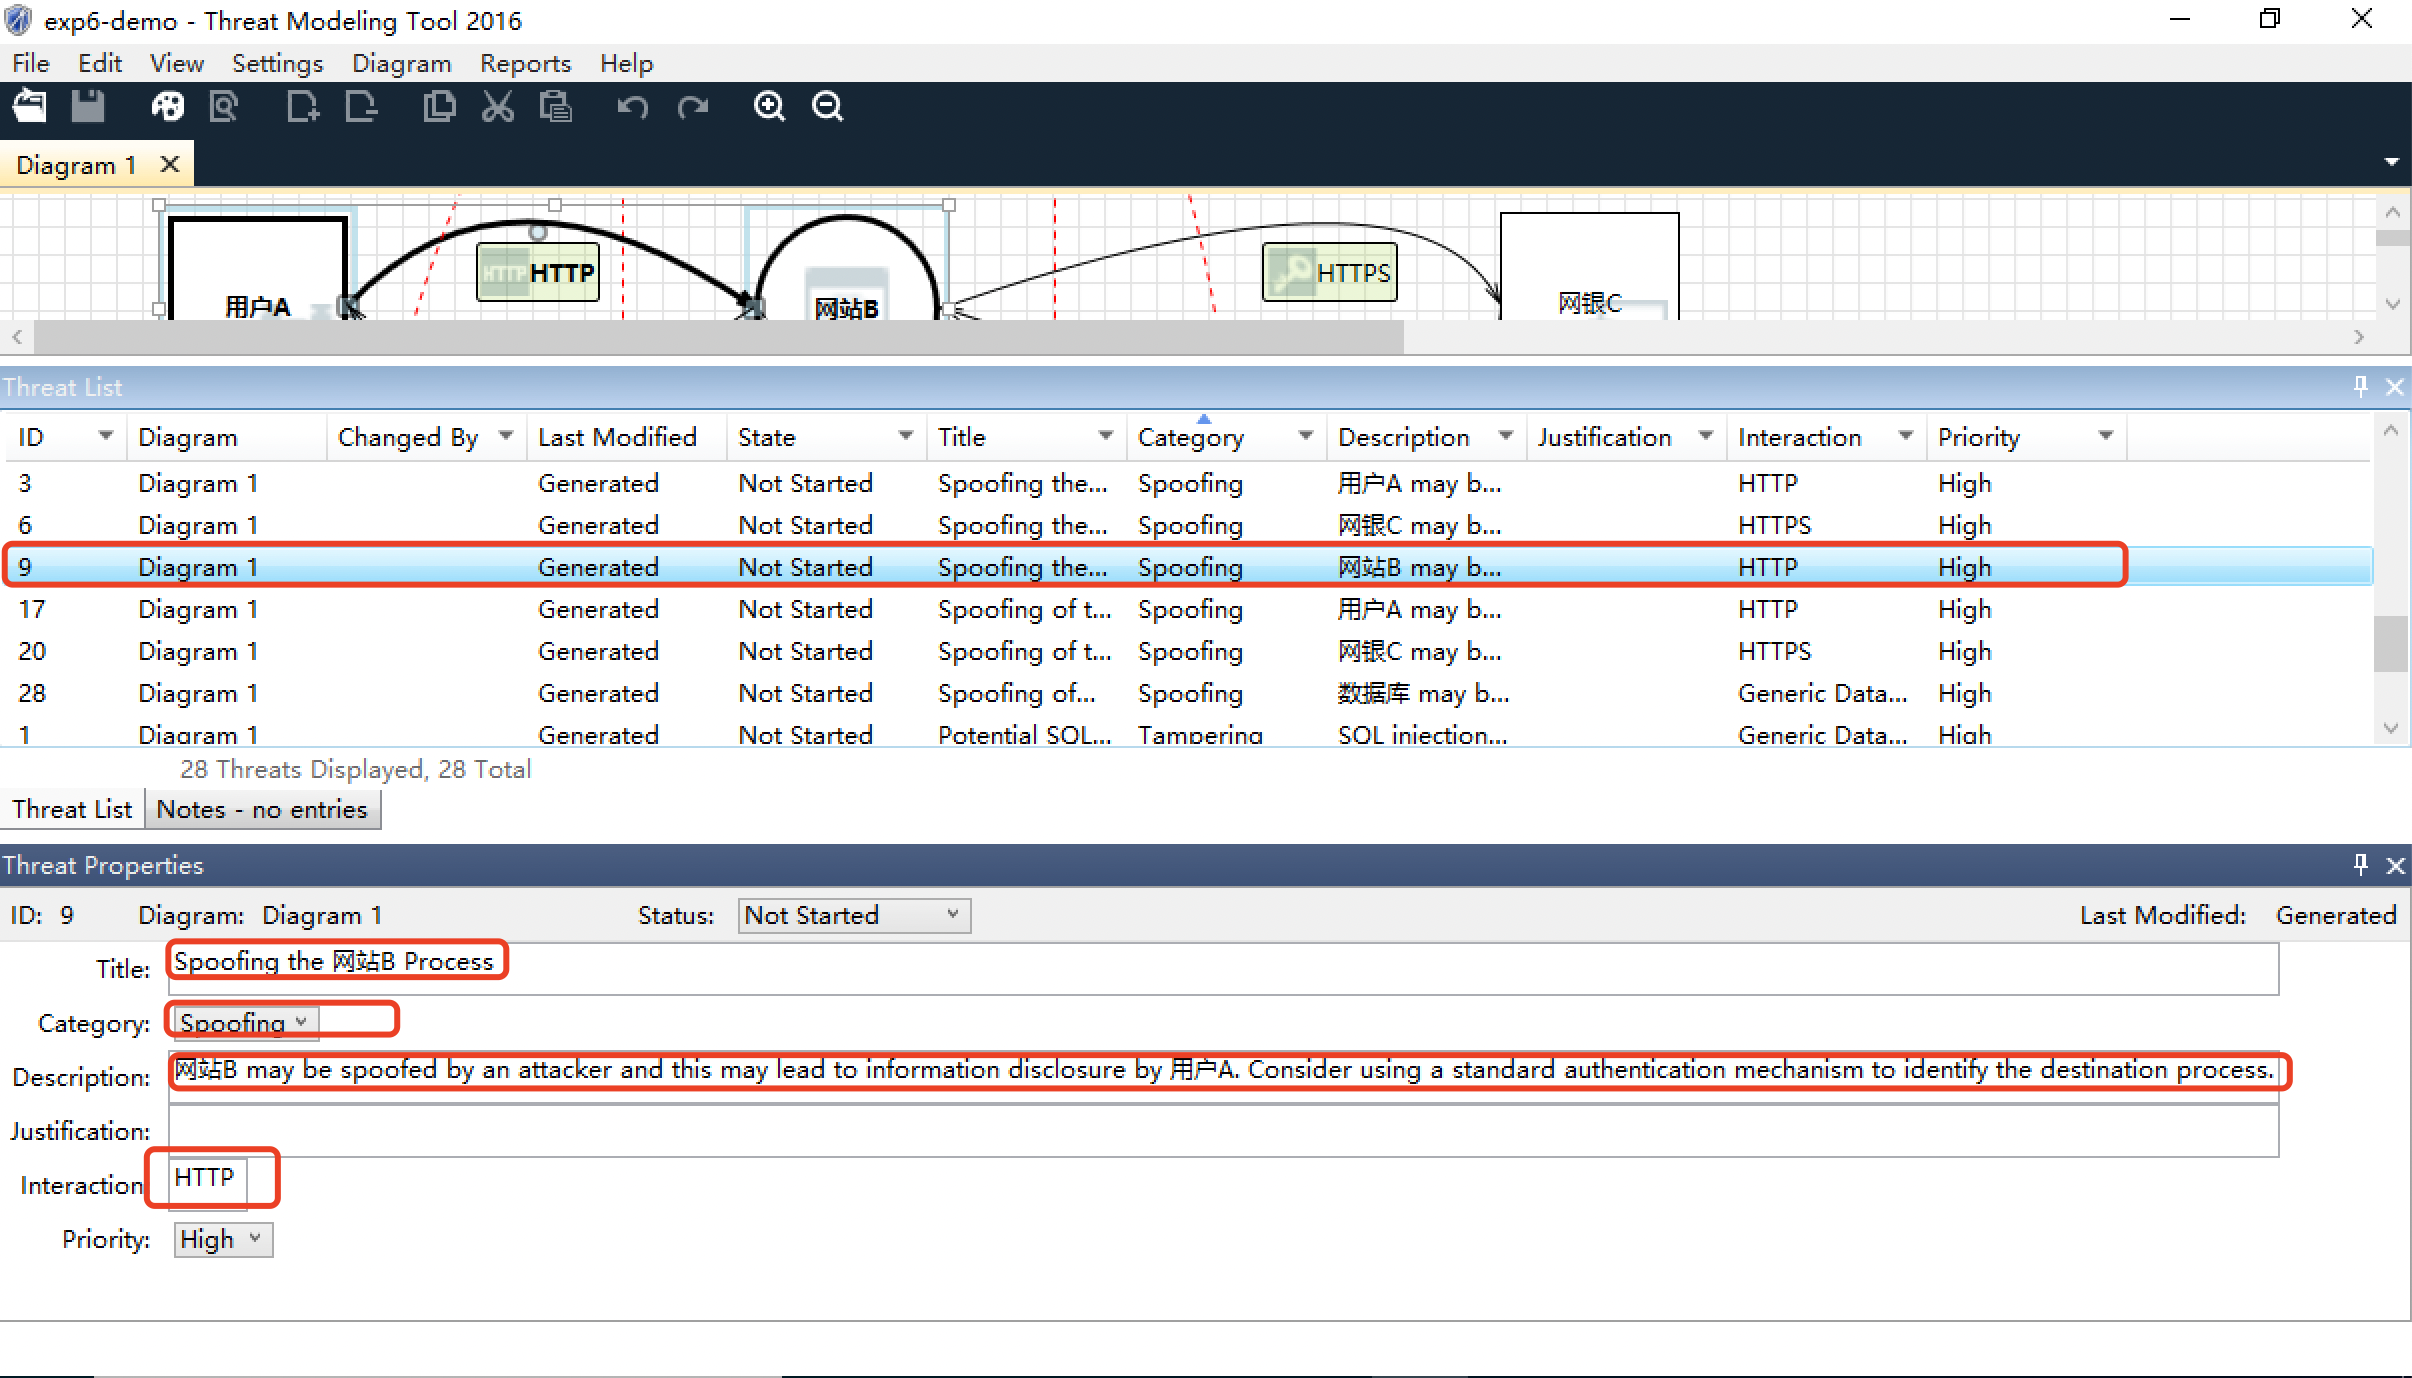 exp6-demo - Threat Modeling Tool 2016
File Edit View Settings Diagram Reports Help
Diagram 1
HTTP HTTP
HTTPS
用户A
网站B
网银C
Threat List
ID Diagram Changed By Last Modified State Title Category Description Justification Interaction Priority
3 Diagram 1 Generated Not Started Spoofing the... Spoofing 用户A may b... HTTP High
6 Diagram 1 Generated Not Started Spoofing the... Spoofing 网银C may b... HTTPS High
9 Diagram 1 Generated Not Started Spoofing the... Spoofing 网站B may b... HTTP High
17 Diagram 1 Generated Not Started Spoofing of t... Spoofing 用户A may b... HTTP High
20 Diagram 1 Generated Not Started Spoofing of t... Spoofing 网银C may b... HTTPS High
28 Diagram 1 Generated Not Started Spoofing of... Spoofing 数据库 may b... Generic Data... High
1 Diagram 1 Generated Not Started Potential SQL... Tampering SQL injection... Generic Data... High
28 Threats Displayed, 28 Total
Threat List Notes - no entries
Threat Properties
ID: 9 Diagram: Diagram 1 Status: Not Started Last Modified: Generated
Title: Spoofing the 网站B Process
Category: Spoofing
Description: 网站B may be spoofed by an attacker and this may lead to information disclosure by 用户A. Consider using a standard authentication mechanism to identify the destination process.
Justification:
Interaction HTTP
Priority: High